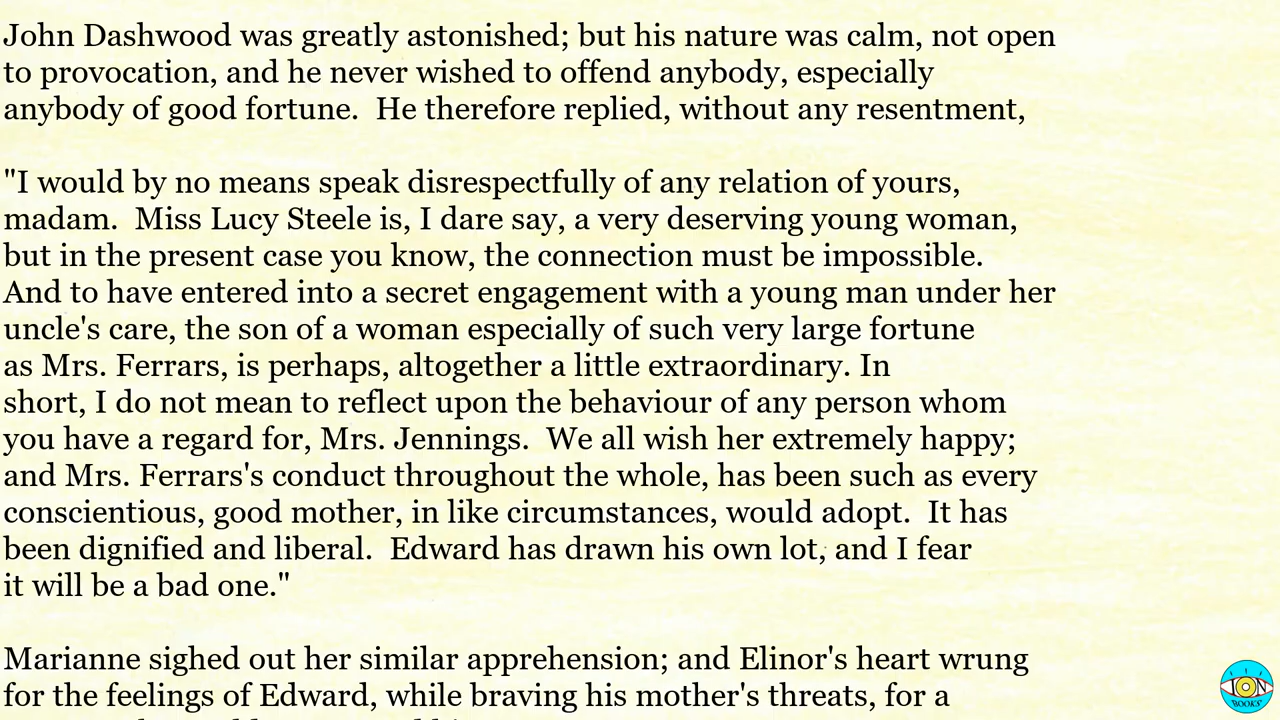 John Dashwood was greatly astonished; but his nature was calm, not open
to provocation, and he never wished to offend anybody, especially
anybody of good fortune.  He therefore replied, without any resentment,
"I would by no means speak disrespectfully of any relation of yours,
madam.  Miss Lucy Steele is, I dare say, a very deserving young woman,
but in the present case you know, the connection must be impossible.
And to have entered into a secret engagement with a young man under her
uncle's care, the son of a woman especially of such very large fortune
as Mrs. Ferrars, is perhaps, altogether a little extraordinary. In
short, I do not mean to reflect upon the behaviour of any person whom
you have a regard for, Mrs. Jennings.  We all wish her extremely happy;
and Mrs. Ferrars's conduct throughout the whole, has been such as every
conscientious, good mother, in like circumstances, would adopt.  It has
been dignified and liberal.  Edward has drawn his own lot, and I fear
it will be a bad one."
Marianne sighed out her similar apprehension; and Elinor's heart wrung
for the feelings of Edward, while braving his mother's threats, for a
ION
BOOKS